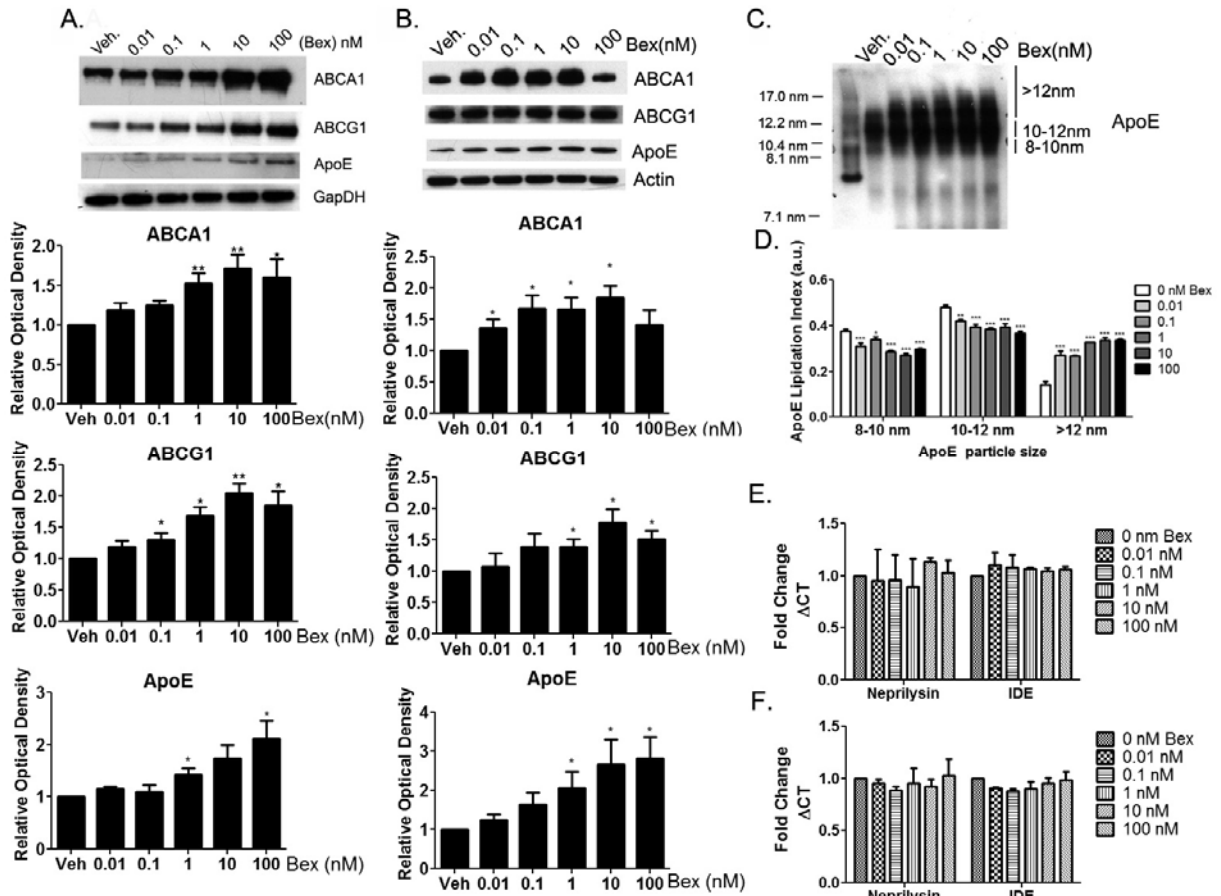 A.
Veh. 0.01 0.1 1 10 100 (Bex) nM
ABCA1
ABCG1
ApoE
GapDH
ABCA1
Relative Optical Density
2.0
1.5
1.0
0.5
0.0
Veh 0.01 0.1 1 10 100 Bex(nM)
** ** *
ABCG1
Relative Optical Density
2.5
2.0
1.5
1.0
0.5
0.0
Veh 0.01 0.1 1 10 100 Bex (nM)
* * ** *
ApoE
Relative Optical Density
3
2
1
0
Veh 0.01 0.1 1 10 100 Bex (nM)
* *
B.
Veh. 0.01 0.1 1 10 100 Bex(nM)
ABCA1
ABCG1
ApoE
Actin
ABCA1
Relative Optical Density
2.5
2.0
1.5
1.0
0.5
0.0
Veh 0.01 0.1 1 10 100 Bex (nM)
* * * *
ABCG1
Relative Optical Density
2.5
2.0
1.5
1.0
0.5
0.0
Veh 0.01 0.1 1 10 100 Bex (nM)
* * *
ApoE
Relative Optical Density
4
3
2
1
0
Veh 0.01 0.1 1 10 100 Bex (nM)
* * *
C.
Veh. 0.01 0.1 1 10 100 Bex(nM)
17.0 nm
12.2 nm
10.4 nm
8.1 nm
7.1 nm
>12nm
10-12nm
8-10nm
ApoE
D.
ApoE Lipidation Index (a.u.)
0.6
0.4
0.2
0.0
*** * *** *** ***
** *** *** *** ***
*** *** *** *** ***
8-10 nm 10-12 nm >12 nm
ApoE particle size
0 nM Bex
0.01
0.1
1
10
100
E.
Fold Change
ΔCT
1.5
1.0
0.5
0.0
Neprilysin IDE
0 nm Bex
0.01 nM
0.1 nM
1 nM
10 nM
100 nM
F.
Fold Change
ΔCT
1.5
1.0
0.5
0.0
Neprilysin IDE
0 nM Bex
0.01 nM
0.1 nM
1 nM
10 nM
100 nM